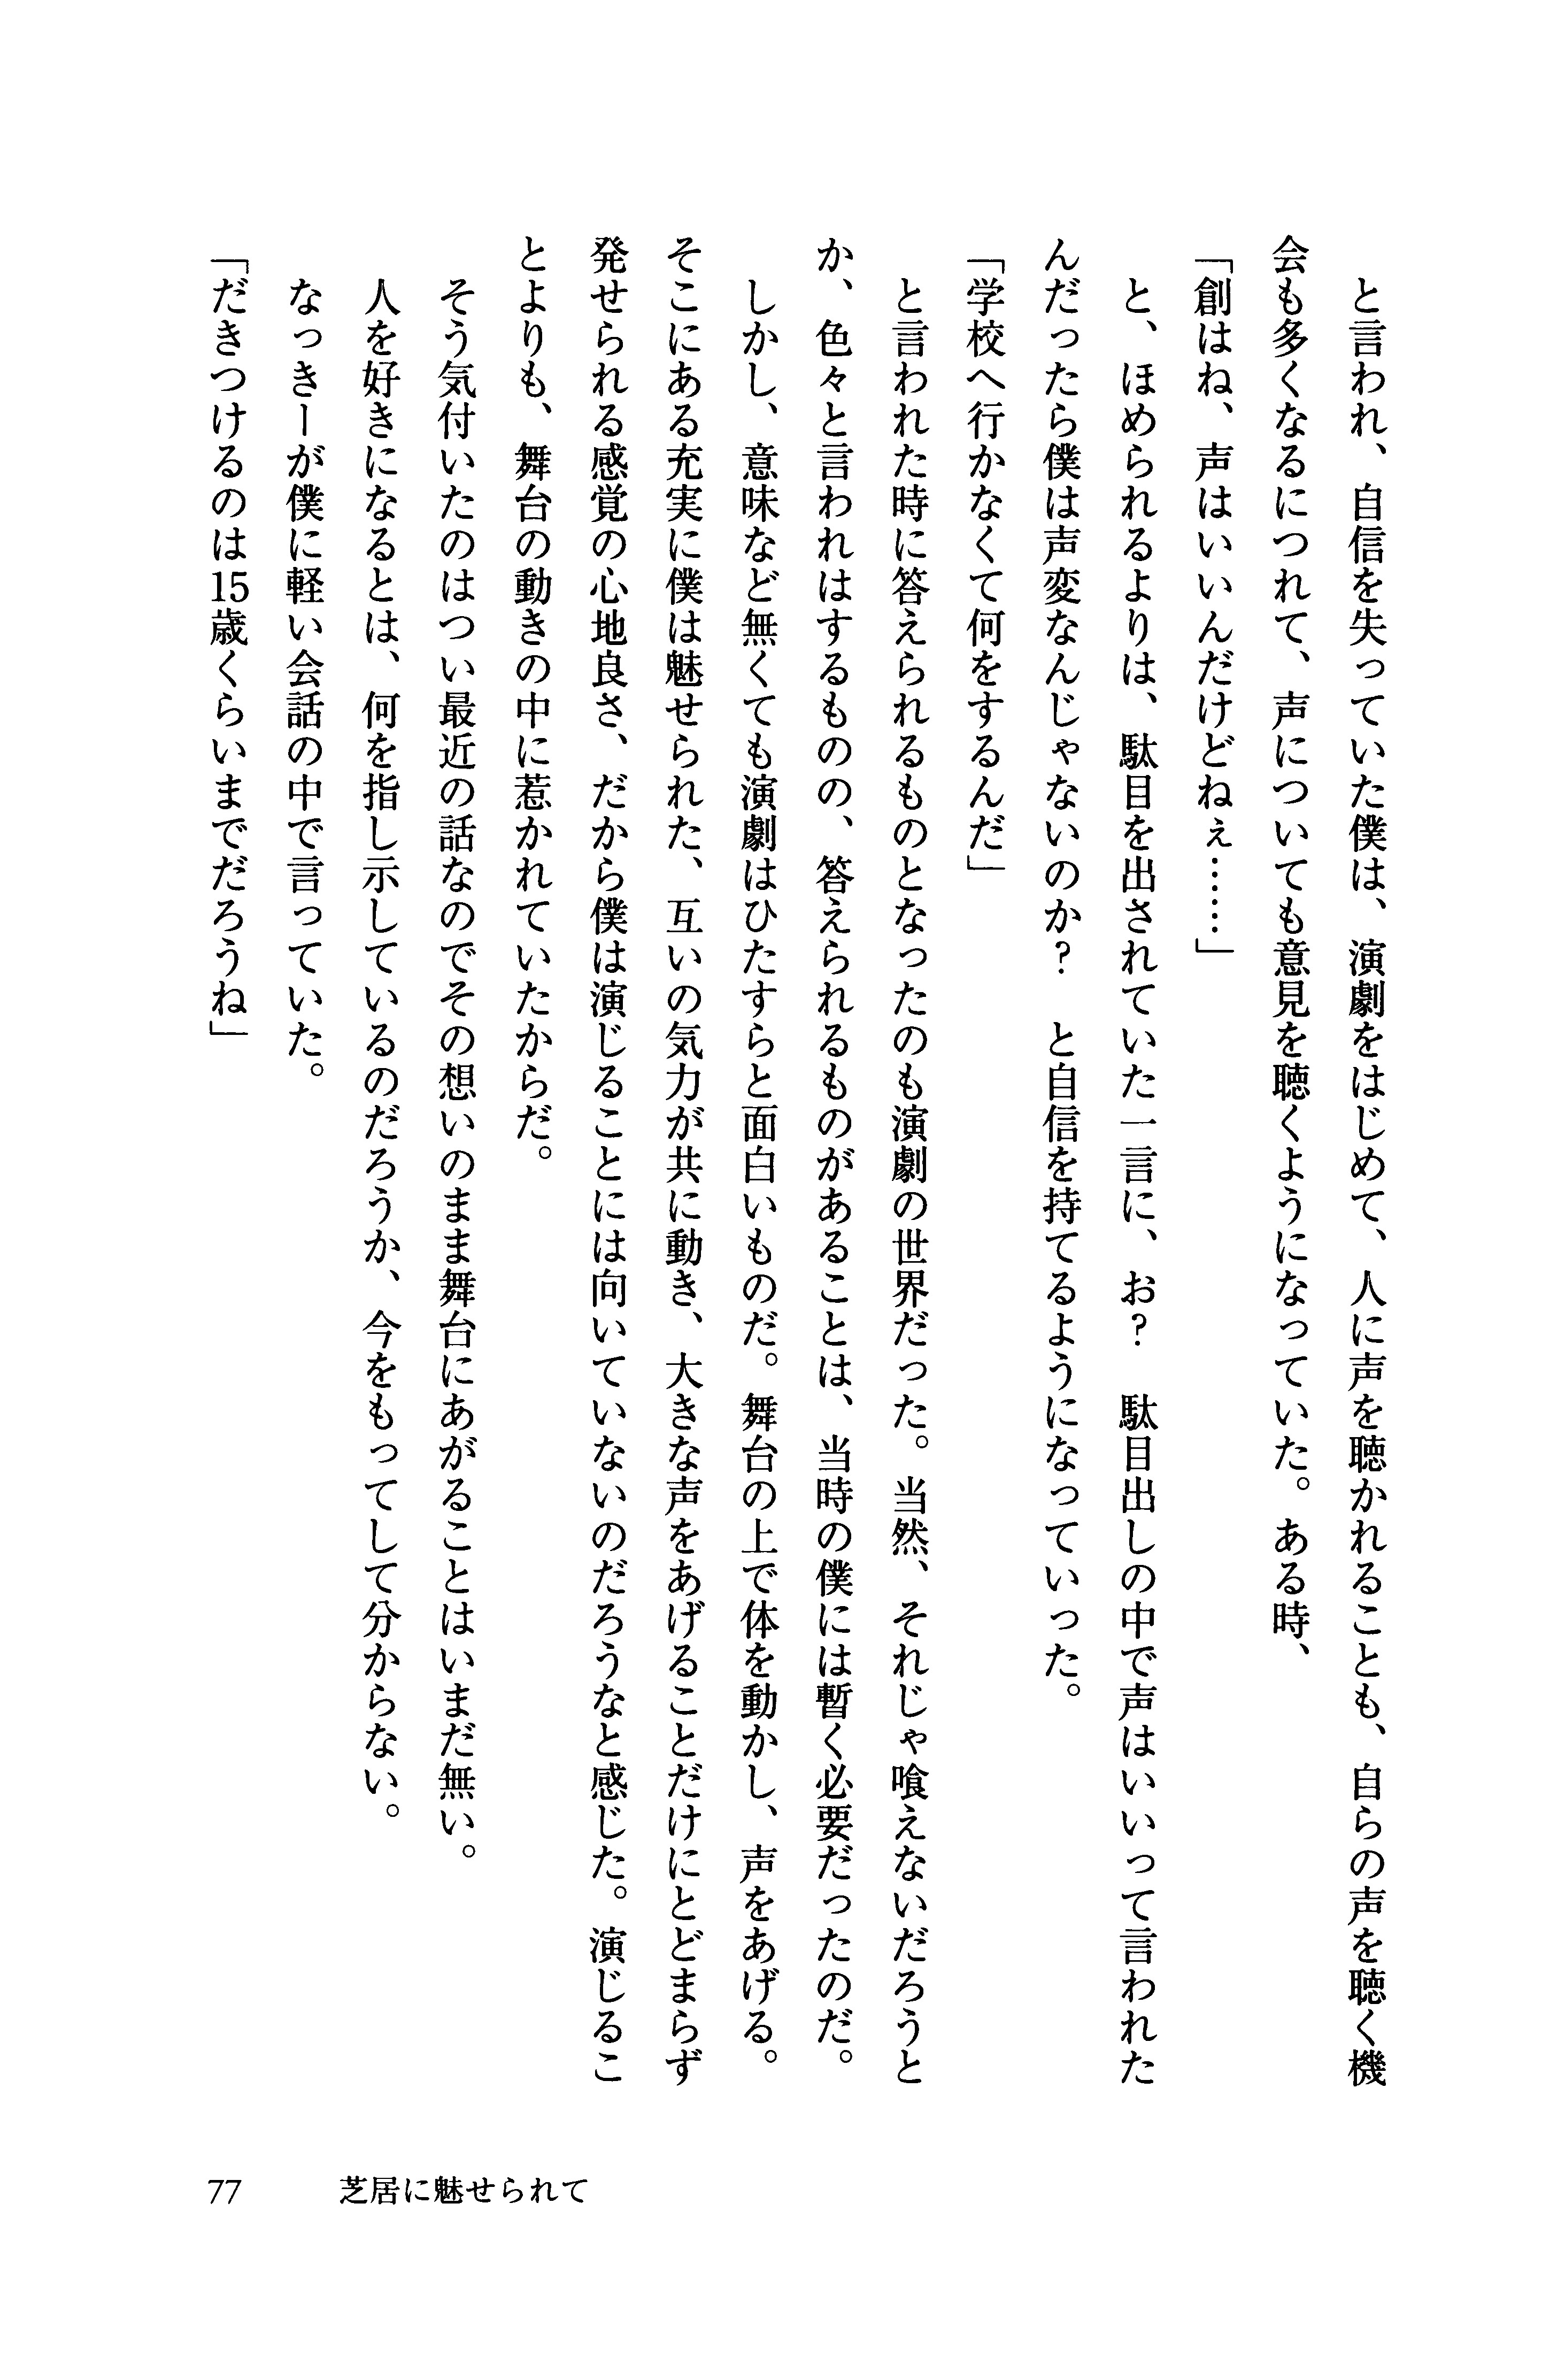 と言われ、自信を失っていた僕は、演劇をはじめて、人に声を聴かれることも、自らの声を聴く機
会も多くなるにつれて、声についても意見を聴くようになっていた。ある時、
「創はね、声はいいんだけどねぇ……」
と、ほめられるよりは、駄目を出されていた一言に、お？　駄目出しの中で声はいいって言われた
んだったら僕は声変なんじゃないのか？　と自信を持てるようになっていった。
「学校へ行かなくて何をするんだ」
と言われた時に答えられるものとなったのも演劇の世界だった。当然、それじゃ喰えないだろうと
か、色々と言われはするものの、答えられるものがあることは、当時の僕には暫く必要だったのだ。
しかし、意味など無くても演劇はひたすらと面白いものだ。舞台の上で体を動かし、声をあげる。
そこにある充実に僕は魅せられた、互いの気力が共に動き、大きな声をあげることだけにとどまらず
発せられる感覚の心地良さ、だから僕は演じることには向いていないのだろうなと感じた。演じるこ
とよりも、舞台の動きの中に惹かれていたからだ。
そう気付いたのはつい最近の話なのでその想いのまま舞台にあがることはいまだ無い。
人を好きになるとは、何を指し示しているのだろうか、今をもってして分からない。
なっきーが僕に軽い会話の中で言っていた。
「だきつけるのは15歳くらいまでだろうね」
77　芝居に魅せられて